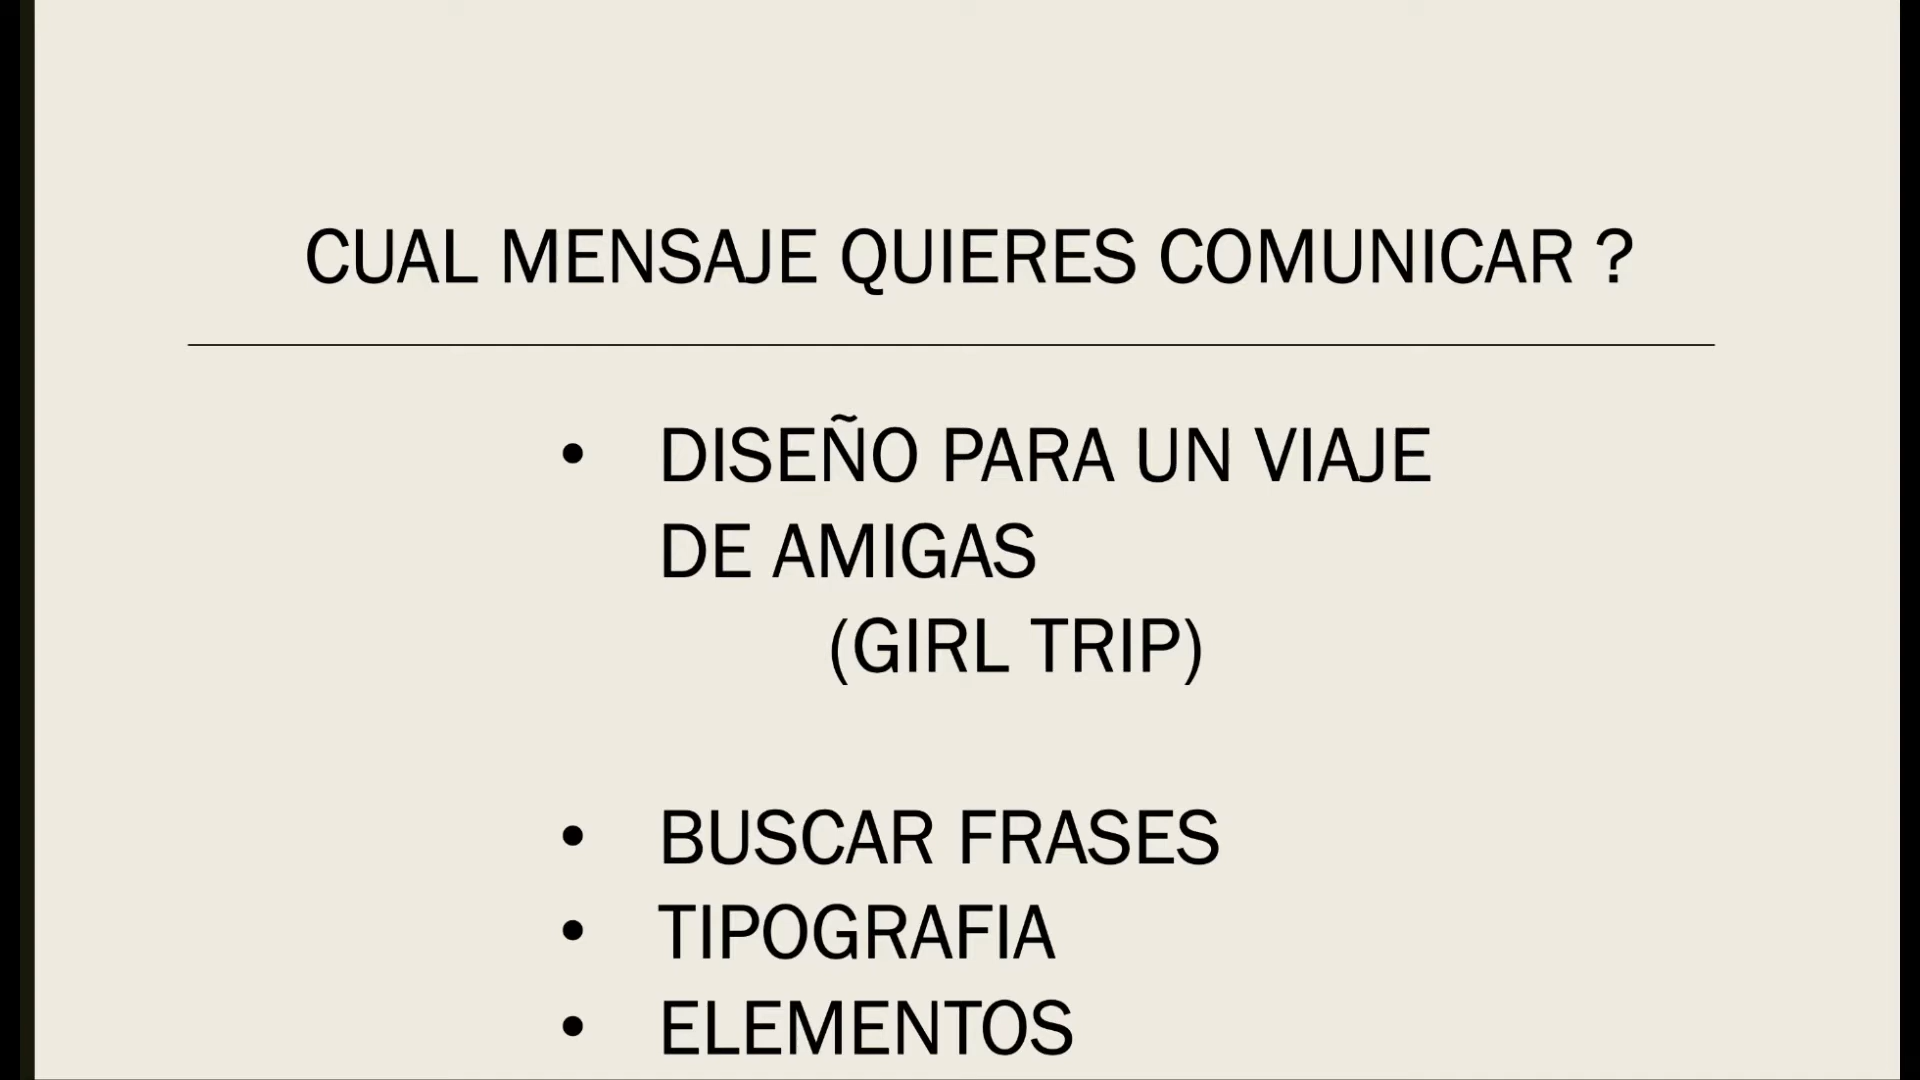 CUAL MENSAJE QUIERES COMUNICAR ?
• DISEÑO PARA UN VIAJE
DE AMIGAS
(GIRL TRIP)
• BUSCAR FRASES
• TIPOGRAFIA
• ELEMENTOS